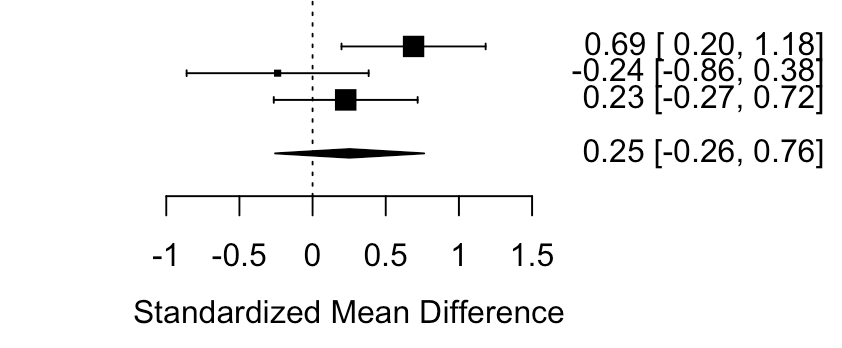 0.69 [ 0.20, 1.18]
-0.24 [-0.86, 0.38]
0.23 [-0.27, 0.72]
0.25 [-0.26, 0.76]
-1 -0.5 0 0.5 1 1.5
Standardized Mean Difference